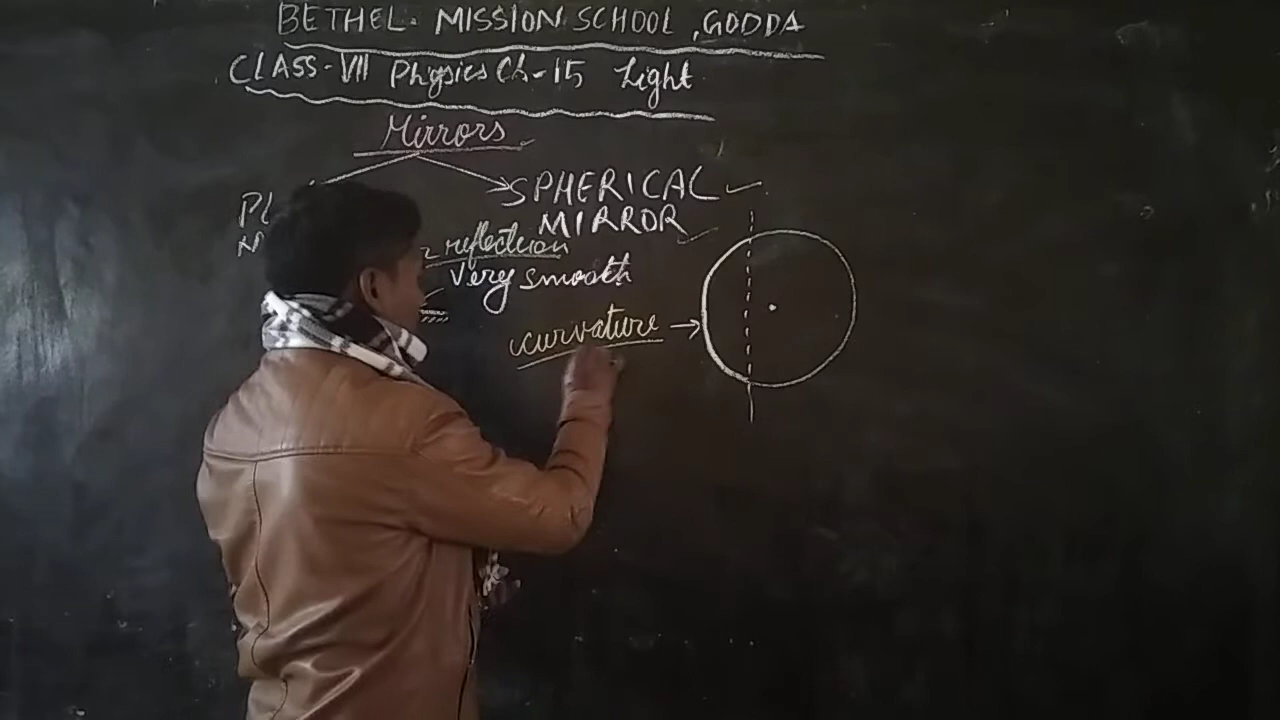 BETHEL. MISSION SCHOOL, GODDA
CLASS-VII Physics Ch-15 Light
Mirrors
SPHERICAL
MIRROR
reflection
Very smooth
curvature